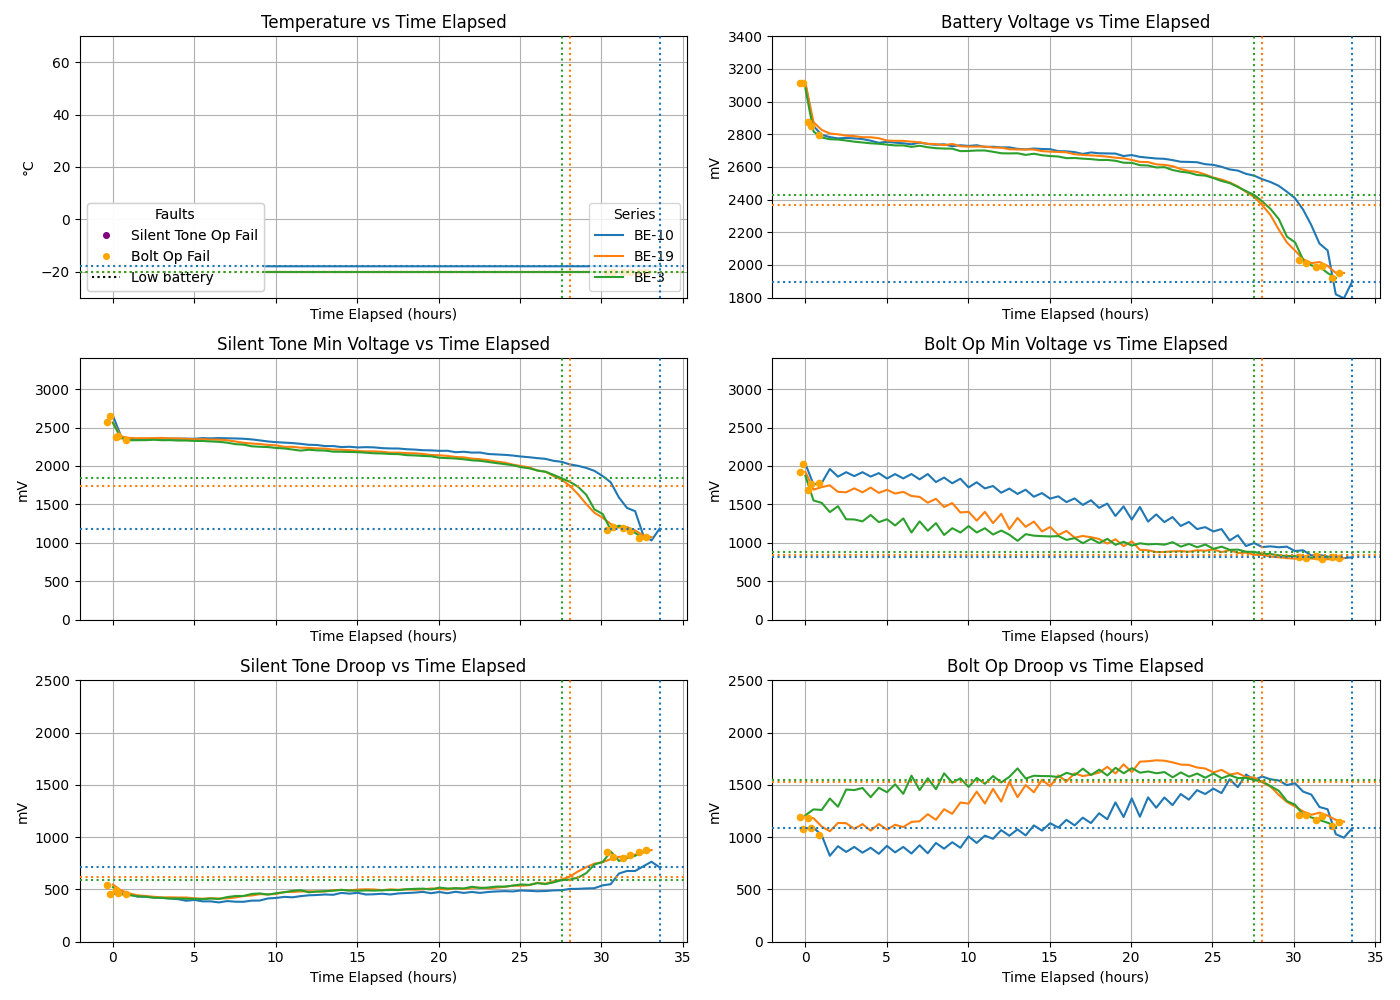 Temperature vs Time Elapsed
60
40
20
0
−20
°C
Faults
Silent Tone Op Fail
Bolt Op Fail
Low battery
Series
BE-10
BE-19
BE-3
Time Elapsed (hours)
Battery Voltage vs Time Elapsed
3400
3200
3000
2800
2600
2400
2200
2000
1800
mV
Time Elapsed (hours)
Silent Tone Min Voltage vs Time Elapsed
3000
2500
2000
1500
1000
500
0
mV
Time Elapsed (hours)
Bolt Op Min Voltage vs Time Elapsed
3000
2500
2000
1500
1000
500
0
mV
Time Elapsed (hours)
Silent Tone Droop vs Time Elapsed
2500
2000
1500
1000
500
0
mV
0 5 10 15 20 25 30 35
Time Elapsed (hours)
Bolt Op Droop vs Time Elapsed
2500
2000
1500
1000
500
0
mV
0 5 10 15 20 25 30 35
Time Elapsed (hours)